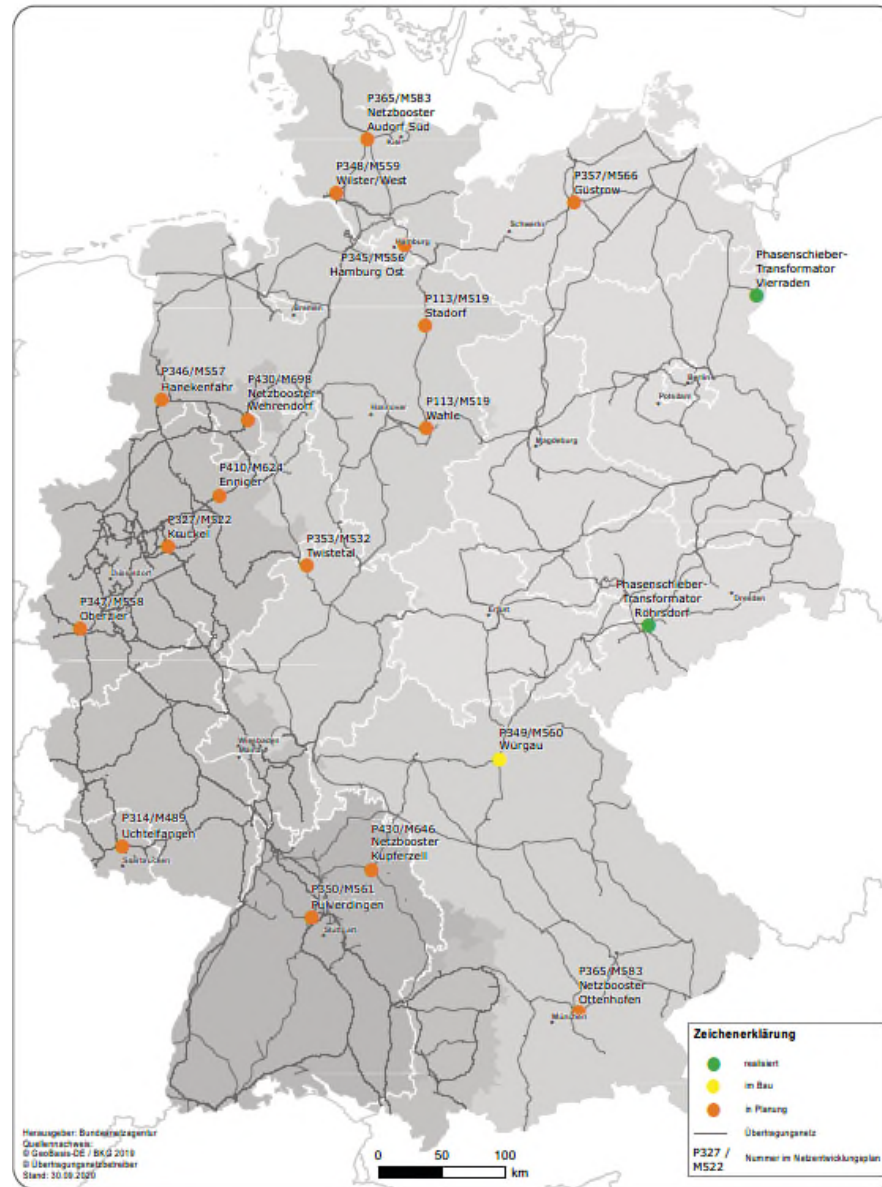 P365/M583
Netzbooster
Audorf Süd
Kiel
P348/M559
Wilster/West
P357/M566
Güstrow
Schwerin
Hamburg
P345/M556
Hamburg Ost
Phasenschieber-
Transformator
Vierraden
P113/M519
Stadorf
Bremen
P346/M557
Hanekenfähr
P430/M698
Netzbooster
Wehrendorf
Berlin
Potsdam
Hannover
P113/M519
Wahle
Magdeburg
P410/M624
Enniger
P327/M522
Kruckel
P353/M532
Twistetal
Düsseldorf
Phasenschieber-
Transformator
Röhrsdorf
Dresden
Erfurt
P347/M558
Oberzier
P349/M560
Würgau
Wiesbaden
Mainz
P314/M489
Uchtelfangen
Saarbrücken
P430/M646
Netzbooster
Kupferzell
P350/M561
Pulverdingen
Stuttgart
P365/M583
Netzbooster
Ottenhofen
München
Zeichenerklärung
realisiert
im Bau
in Planung
Übertragungsnetz
P327 /
M522
Nummer im Netzentwicklungsplan
Herausgeber: Bundesnetzagentur
Quellennachweis:
© GeoBasis-DE / BKG 2019
© Übertragungsnetzbetreiber
Stand: 30.09.2020
0 50 100
km